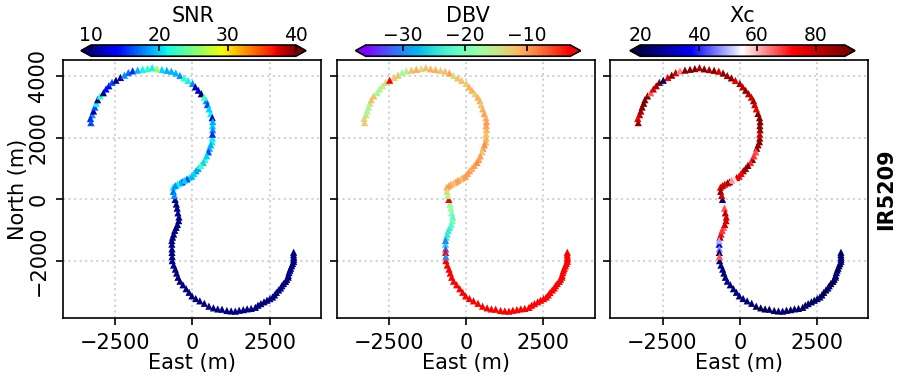 SNR DBV Xc
10 20 30 40 −30 −20 −10 20 40 60 80
4000
2000
0
−2000
North (m)
−2500 0 2500 −2500 0 2500 −2500 0 2500
East (m) East (m) East (m)
IR5209